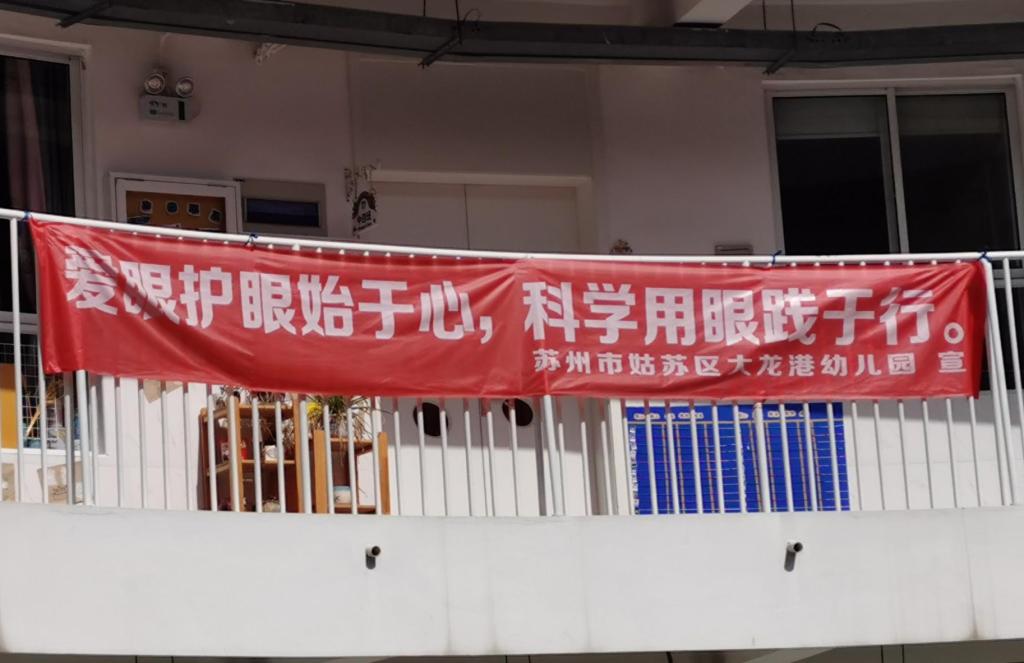 爱眼护眼始于心，科学用眼践于行。
苏州市姑苏区大龙港幼儿园 宣